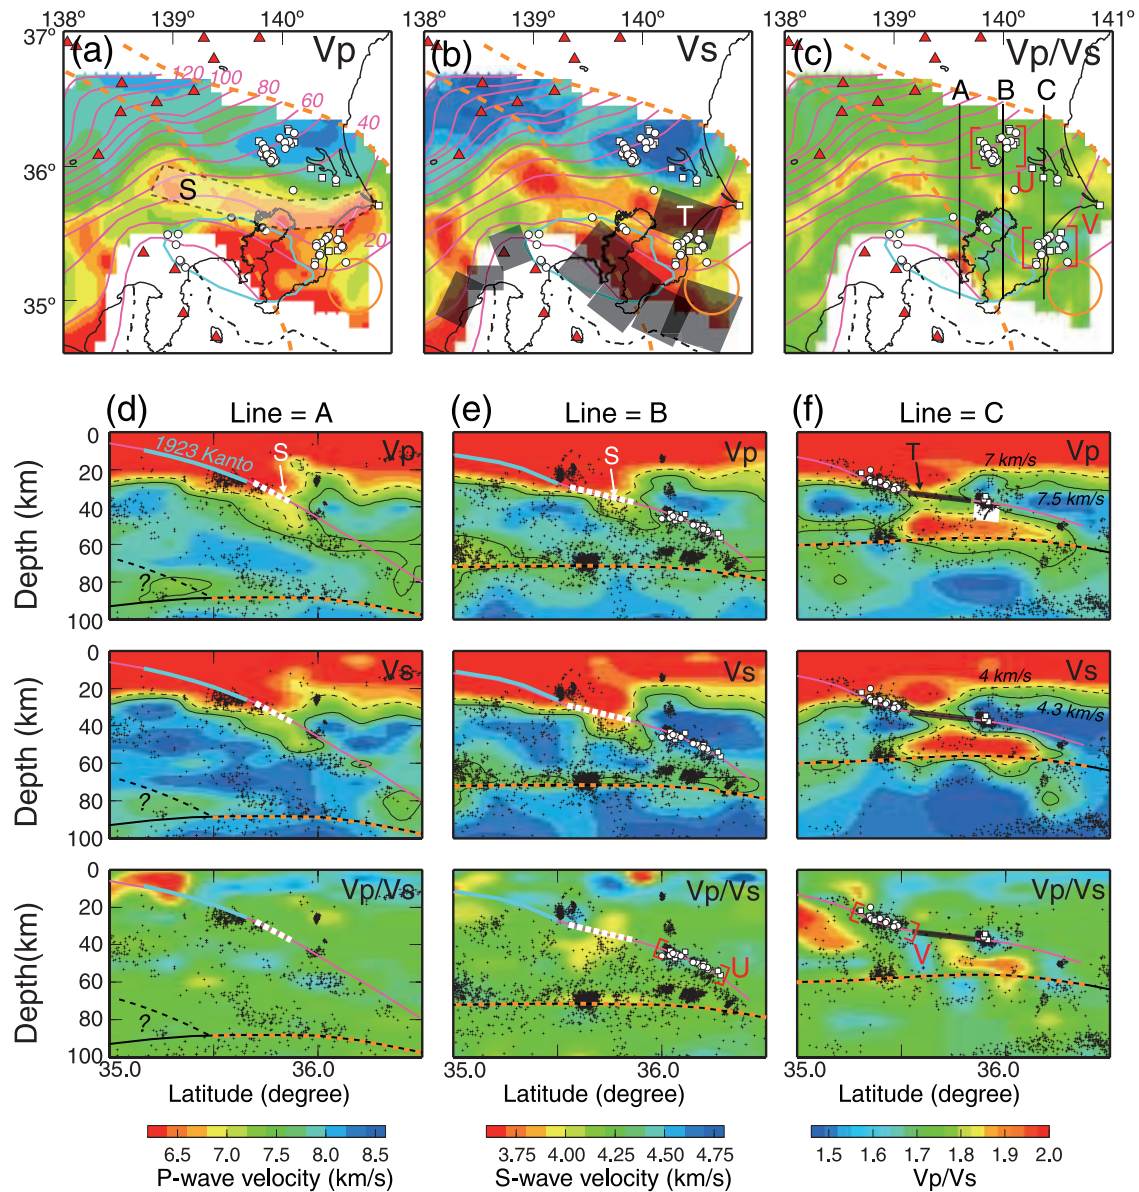 138° 139° 140° 138° 139° 140° 138° 139° 140° 141°
37°
36°
35°
(a) Vp
120 100 80 60 40 20
S
(b) Vs
T
(c) Vp/Vs
A B C
U
V
(d) Line = A
(e) Line = B
(f) Line = C
Depth (km)
0
20
40
60
80
100
1923 Kanto
S
Vp
?
S
Vp
T
7 km/s
7.5 km/s
Vp
?
Depth (km)
0
20
40
60
80
100
Vs
?
S
Vs
4 km/s
4.3 km/s
Vs
Depth(km)
0
20
40
60
80
100
Vp/Vs
?
Vp/Vs
U
Vp/Vs
V
35.0 36.0 35.0 36.0 35.0 36.0
Latitude (degree) Latitude (degree) Latitude (degree)
6.5 7.0 7.5 8.0 8.5
P-wave velocity (km/s)
3.75 4.00 4.25 4.50 4.75
S-wave velocity (km/s)
1.5 1.6 1.7 1.8 1.9 2.0
Vp/Vs